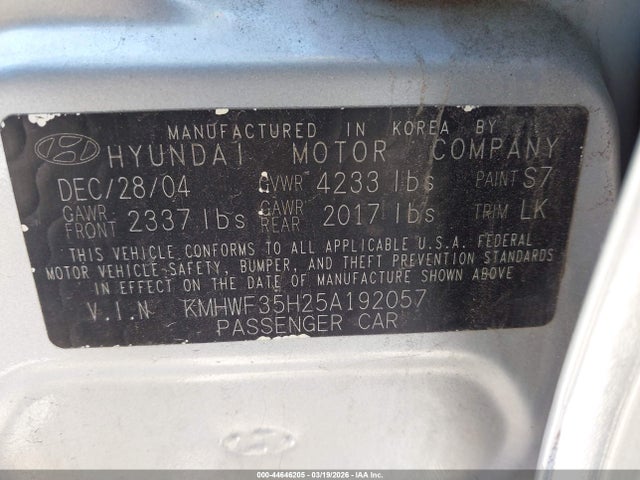 MANUFACTURED IN KOREA BY
HYUNDAI MOTOR COMPANY
DEC/28/04 GVWR 4233 lbs PAINT S7
GAWR FRONT 2337 lbs GAWR REAR 2017 lbs TRIM LK
THIS VEHICLE CONFORMS TO ALL APPLICABLE U.S.A. FEDERAL
MOTOR VEHICLE SAFETY, BUMPER, AND THEFT PREVENTION STANDARDS
IN EFFECT ON THE DATE OF MANUFACTURE SHOWN ABOVE.
V.I.N KMHWF35H25A192057
PASSENGER CAR
000-44646205 - 03/19/2026 - IAA Inc.